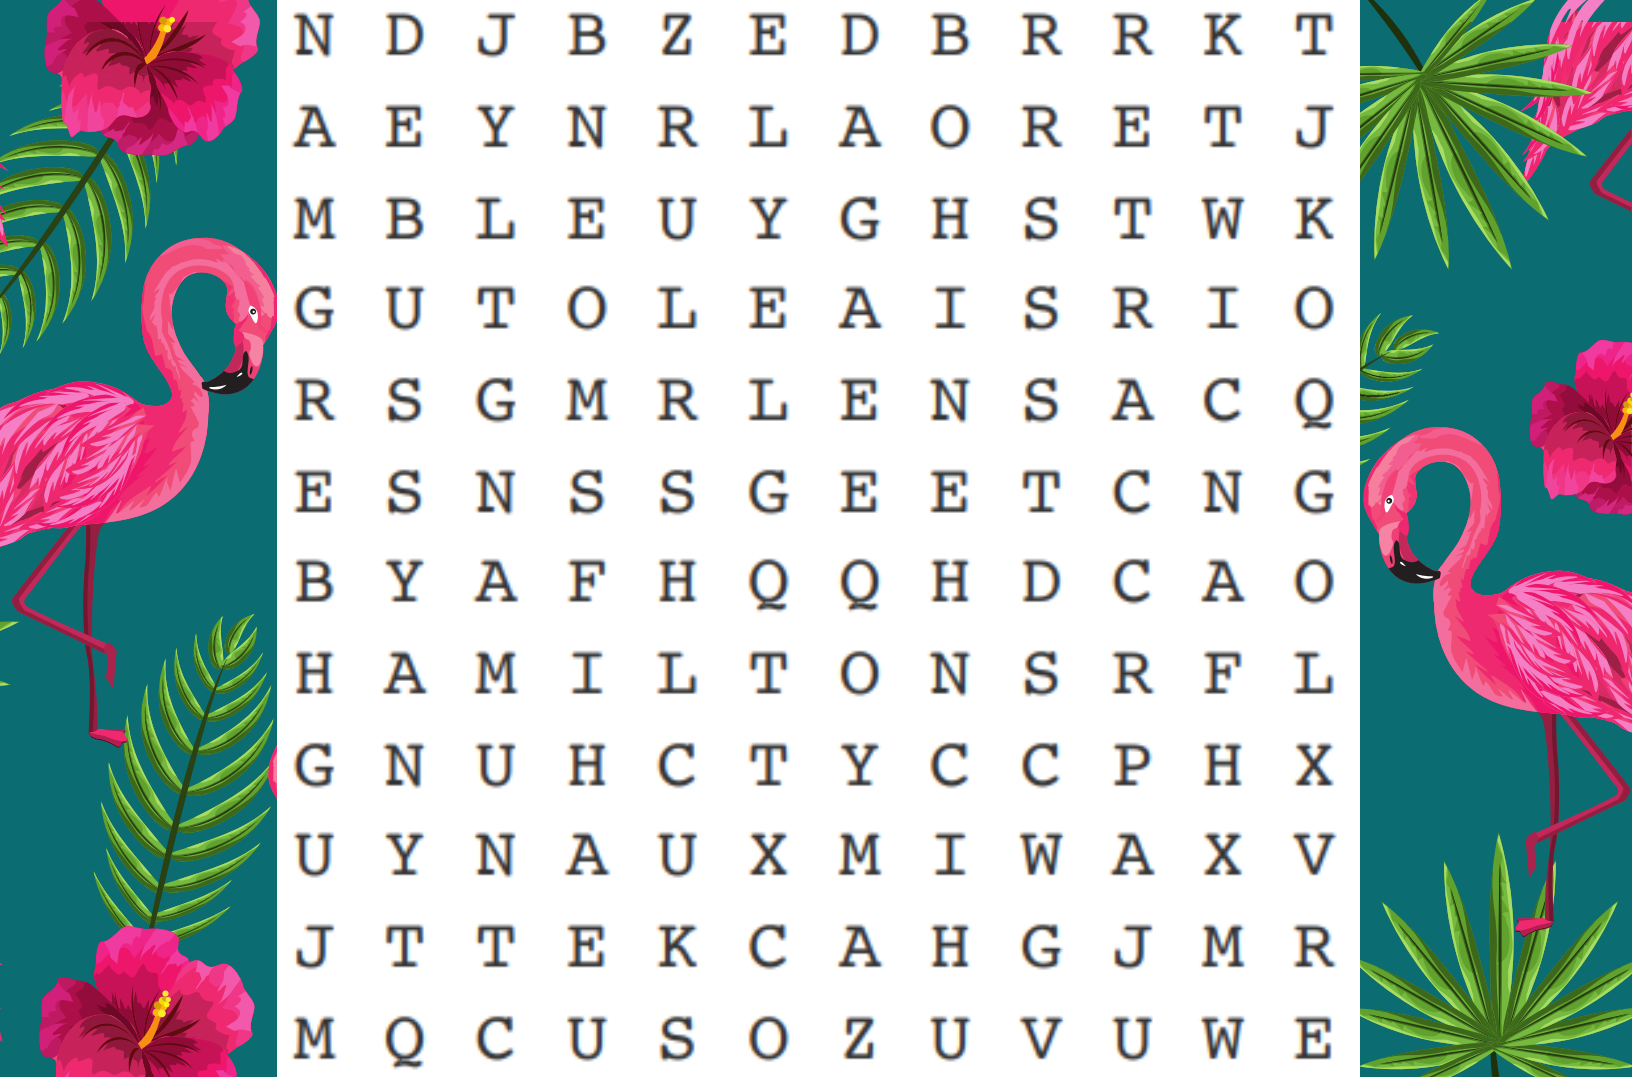 N D J B Z E D B R R K T
A E Y N R L A O R E T J
M B L E U Y G H S T W K
G U T O L E A I S R I O
R S G M R L E N S A C Q
E S N S S G E E T C N G
B Y A F H Q Q H D C A O
H A M I L T O N S R F L
G N U H C T Y C C P H X
U Y N A U X M I W A X V
J T T E K C A H G J M R
M Q C U S O Z U V U W E